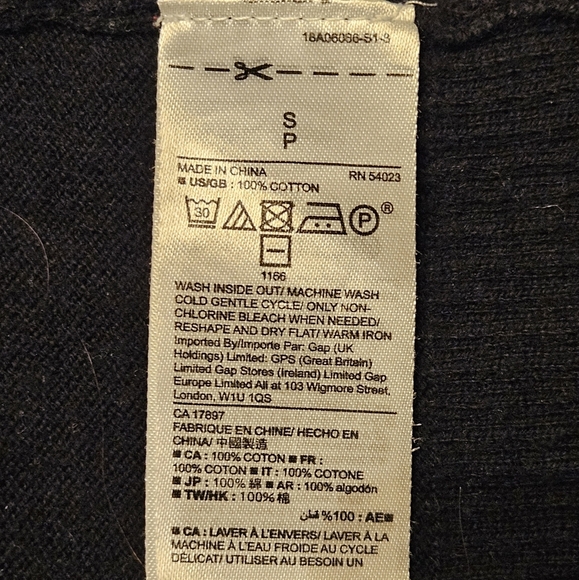 16A06086-S1-3
S
P
MADE IN CHINA RN 54023
■ US/GB : 100% COTTON
30 P ®
1166
WASH INSIDE OUT/ MACHINE WASH
COLD GENTLE CYCLE/ ONLY NON-
CHLORINE BLEACH WHEN NEEDED/
RESHAPE AND DRY FLAT/ WARM IRON
Imported By/Importe Par: Gap (UK
Holdings) Limited: GPS (Great Britain)
Limited Gap Stores (Ireland) Limited Gap
Europe Limited All at 103 Wigmore Street,
London, W1U 1QS
CA 17897
FABRIQUE EN CHINE/ HECHO EN
CHINA/ 中國製造
■ CA : 100% COTON ■ FR :
100% COTON ■ IT : 100% COTONE
■ JP : 100% 綿 ■ AR : 100% algodón
■ TW/HK : 100% 棉
■AE : 100% قطن
■ CA : LAVER À L'ENVERS/ LAVER À LA
MACHINE À L'EAU FROIDE AU CYCLE
DÉLICAT/ UTILISER AU BESOIN UN